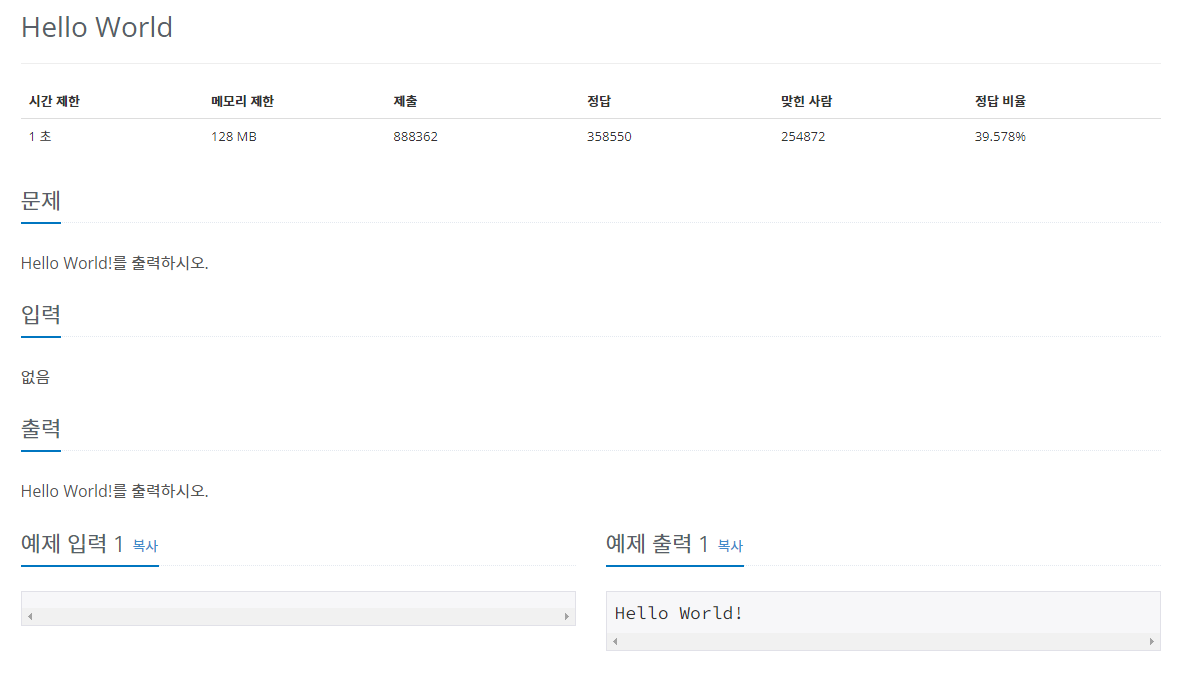 Hello World
시간 제한 메모리 제한 제출 정답 맞힌 사람 정답 비율
1 초 128 MB 888362 358550 254872 39.578%
문제
Hello World!를 출력하시오.
입력
없음
출력
Hello World!를 출력하시오.
예제 입력 1 복사
예제 출력 1 복사
Hello World!